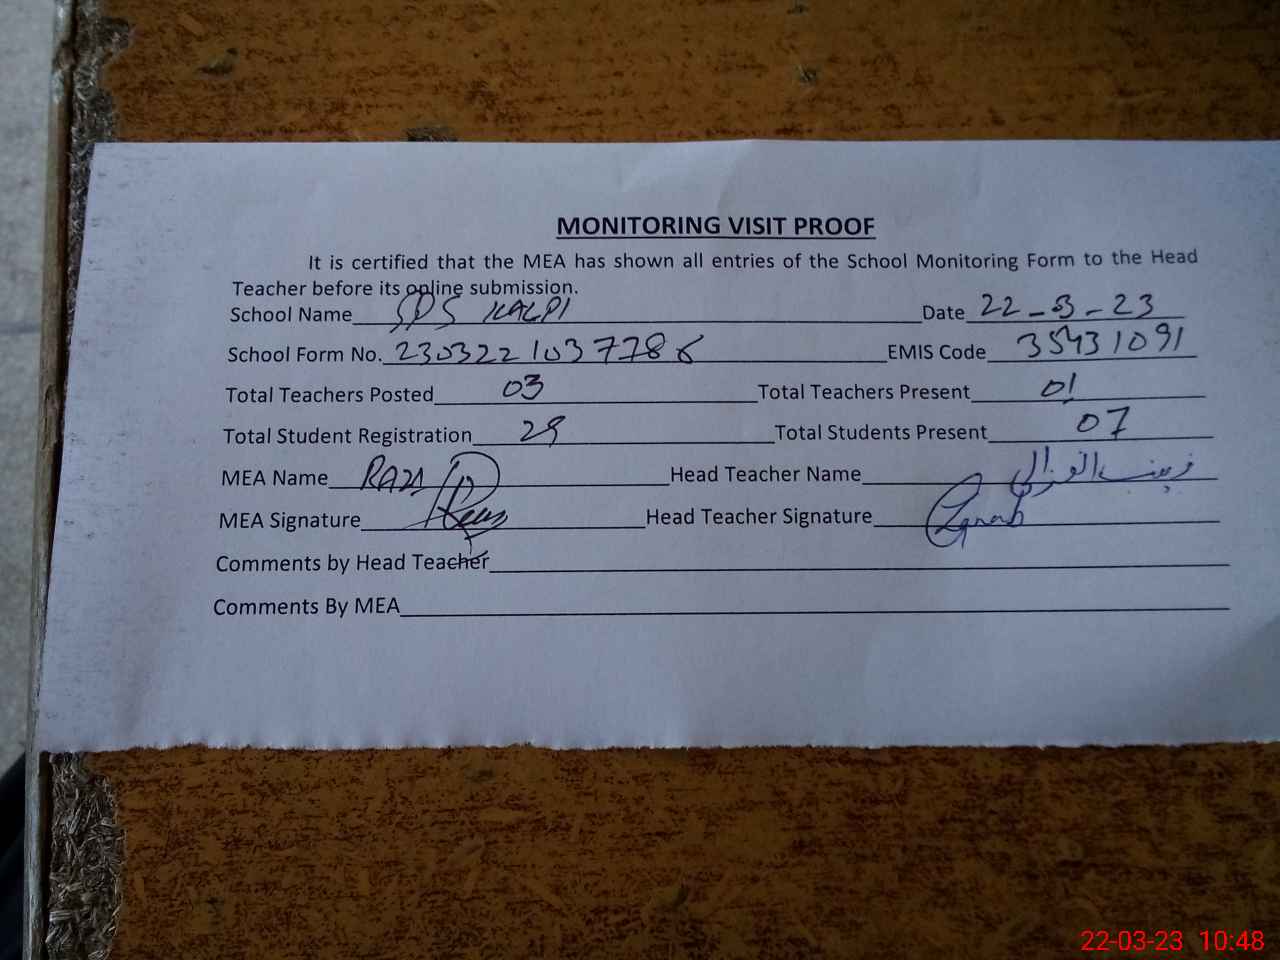 MONITORING VISIT PROOF
It is certified that the MEA has shown all entries of the School Monitoring Form to the Head
Teacher before its online submission.
School Name SPS KALPI Date 22-03-23
School Form No. 2303221037786 EMIS Code 35431091
Total Teachers Posted 03 Total Teachers Present 01
Total Student Registration 29 Total Students Present 07
MEA Name RAZA Head Teacher Name زینب
MEA Signature Head Teacher Signature
Comments by Head Teacher
Comments By MEA
22-03-23 10:48